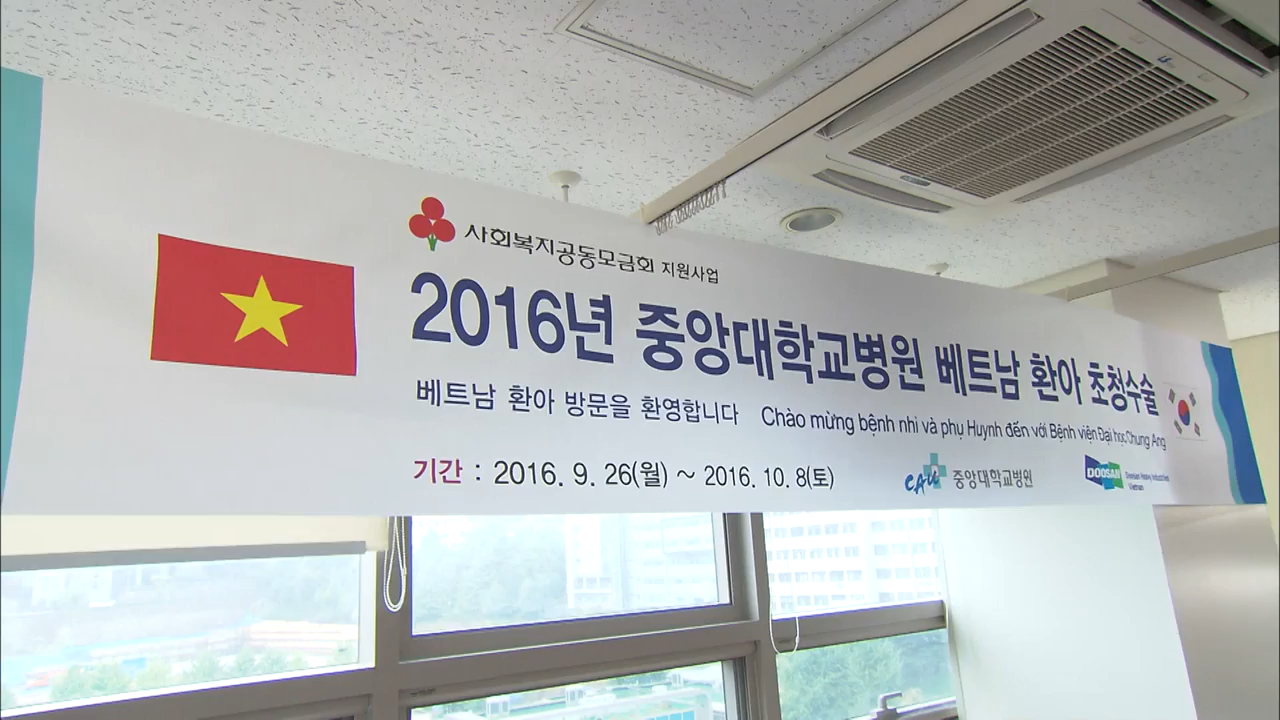 사회복지공동모금회 지원사업
2016년 중앙대학교병원 베트남 환아 초청수술
베트남 환아 방문을 환영합니다 Chào mừng bệnh nhi và phụ Huynh đến với Bệnh viện Đại học Chung Ang
기간 : 2016. 9. 26(월) ~ 2016. 10. 8(토)
CAU 중앙대학교병원
DOOSAN Doosan Heavy Industries
Vietnam